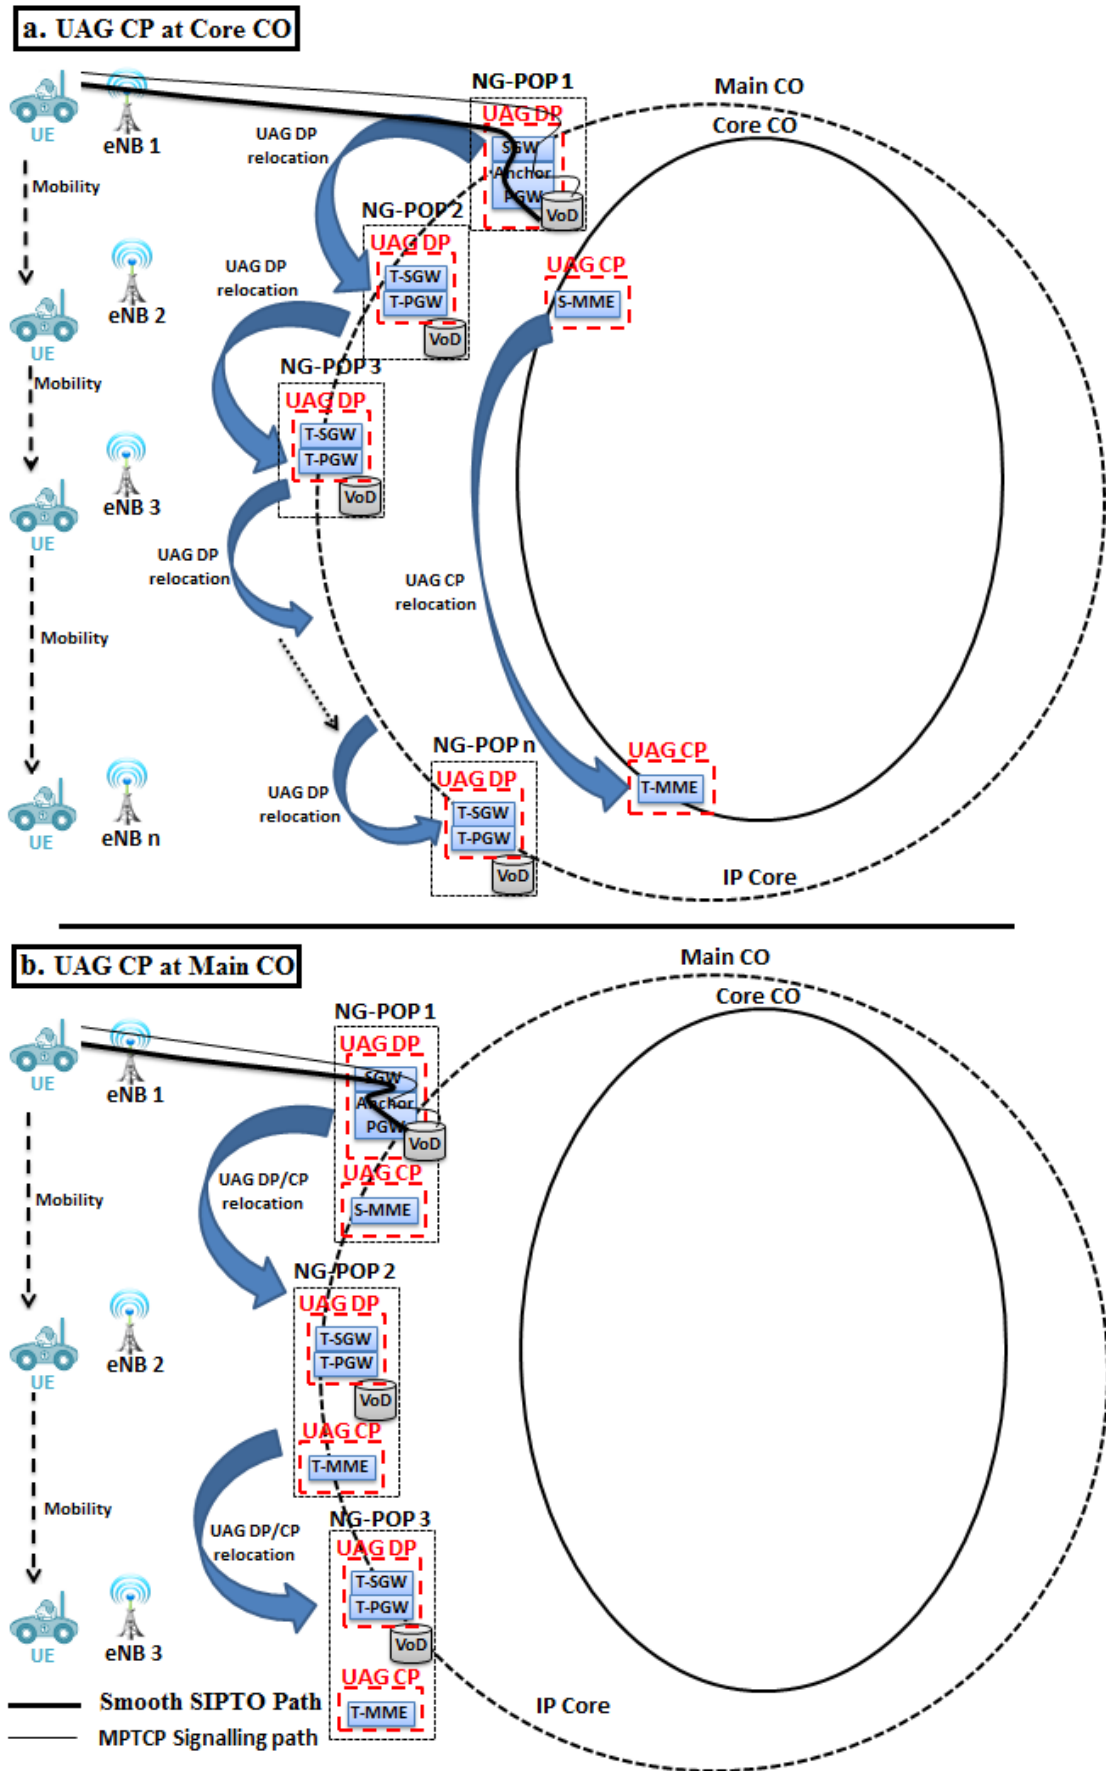 a. UAG CP at Core CO
NG-POP 1
Main CO
UAG DP
Core CO
UE
eNB 1
UAG DP
relocation
SGW
Anchor
PGW
VoD
Mobility
NG-POP 2
UAG DP
T-SGW
T-PGW
VoD
UAG DP
relocation
UAG CP
S-MME
eNB 2
UE
Mobility
NG-POP 3
UAG DP
T-SGW
T-PGW
VoD
eNB 3
UE
UAG DP
relocation
UAG CP
relocation
Mobility
NG-POP n
UAG DP
T-SGW
T-PGW
VoD
UAG CP
T-MME
UAG DP
relocation
UE
eNB n
IP Core
b. UAG CP at Main CO
Main CO
Core CO
NG-POP 1
UAG DP
SGW
Anchor
PGW
VoD
UE
eNB 1
UAG CP
S-MME
UAG DP/CP
relocation
Mobility
NG-POP 2
UAG DP
T-SGW
T-PGW
VoD
UAG CP
T-MME
eNB 2
UE
Mobility
UAG DP/CP
relocation
NG-POP 3
UAG DP
T-SGW
T-PGW
VoD
UAG CP
T-MME
UE
eNB 3
IP Core
Smooth SIPTO Path
MPTCP Signalling path